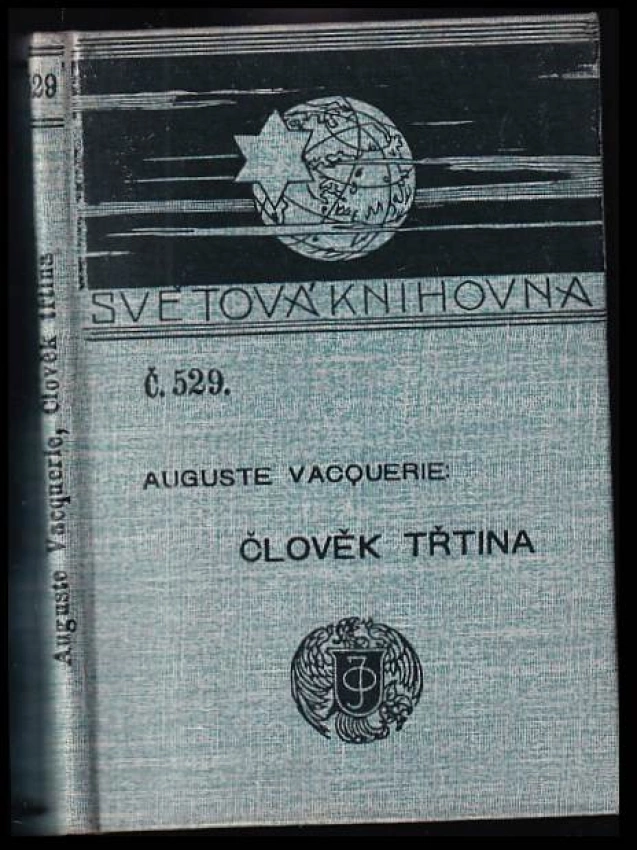 SVĚTOVÁ KNIHOVNA
Č. 529.
AUGUSTE VACQUERIE:
ČLOVĚK TŘTINA
529
Auguste Vacquerie, Člověk třtina